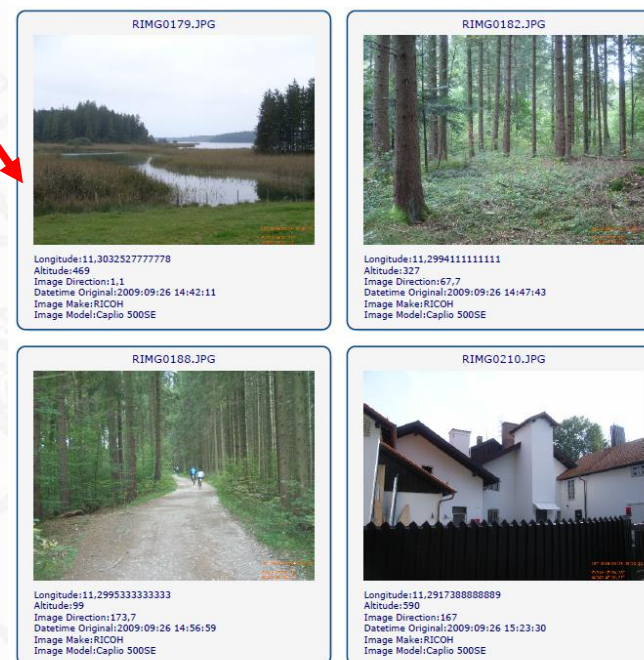 RIMG0179.JPG
Longitude:11,3032527777778
Altitude:469
Image Direction:1,1
Datetime Original:2009:09:26 14:42:11
Image Make:RICOH
Image Model:Caplio 500SE
RIMG0182.JPG
Longitude:11,2994111111111
Altitude:327
Image Direction:67,7
Datetime Original:2009:09:26 14:47:43
Image Make:RICOH
Image Model:Caplio 500SE
RIMG0188.JPG
Longitude:11,2995333333333
Altitude:99
Image Direction:173,7
Datetime Original:2009:09:26 14:56:59
Image Make:RICOH
Image Model:Caplio 500SE
RIMG0210.JPG
Longitude:11,2917388888889
Altitude:590
Image Direction:167
Datetime Original:2009:09:26 15:23:30
Image Make:RICOH
Image Model:Caplio 500SE